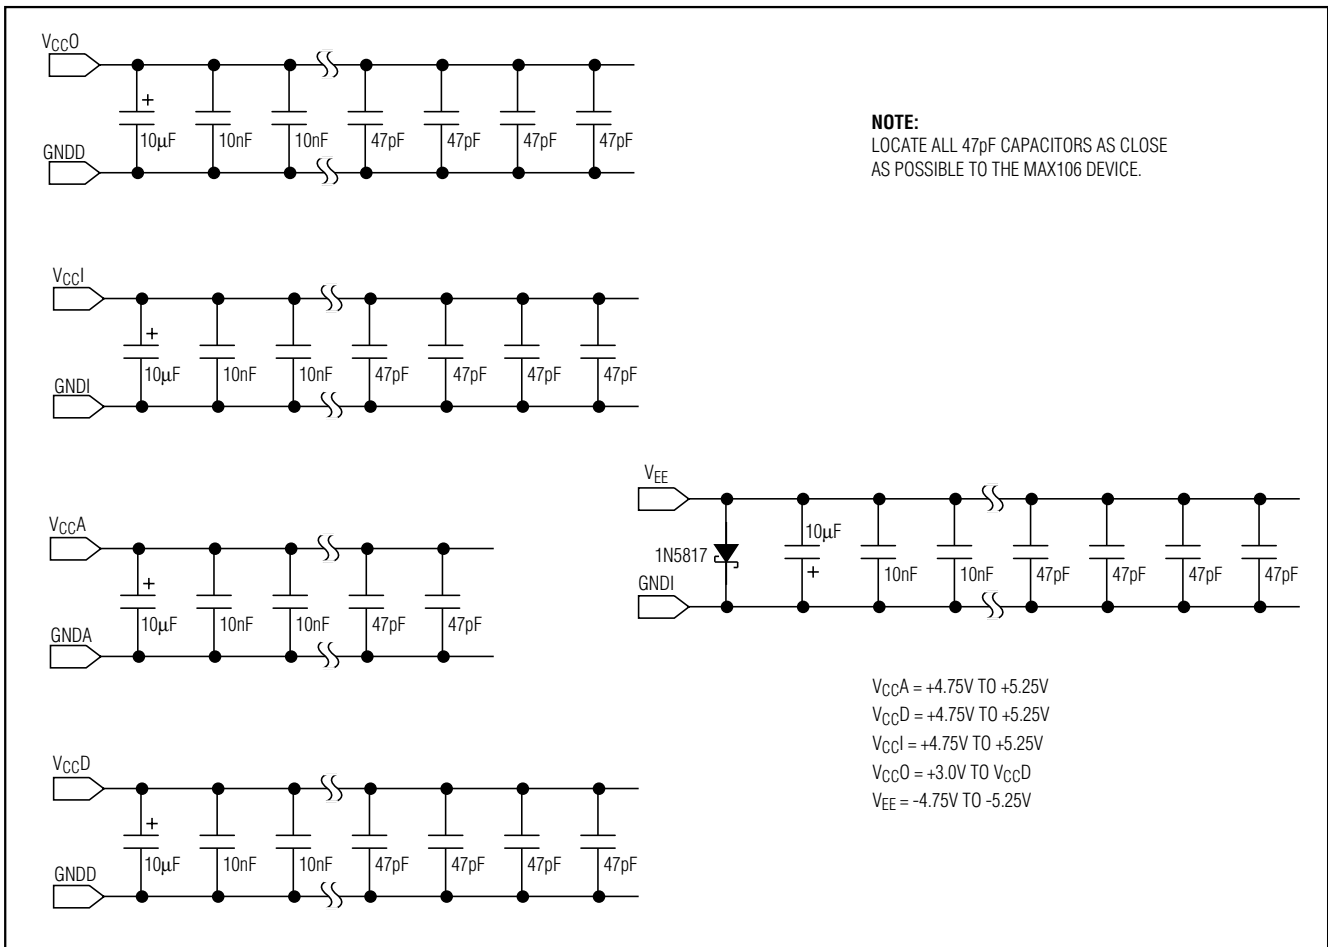 VCCO
+
10µF 10nF 10nF 47pF 47pF 47pF 47pF
GNDD
NOTE:
LOCATE ALL 47pF CAPACITORS AS CLOSE
AS POSSIBLE TO THE MAX106 DEVICE.
VCCI
+
10µF 10nF 10nF 47pF 47pF 47pF 47pF
GNDI
VCCA
+
10µF 10nF 10nF 47pF 47pF
GNDA
VEE
10µF
1N5817
+
10nF 10nF 47pF 47pF 47pF 47pF
GNDI
VCCD
+
10µF 10nF 10nF 47pF 47pF 47pF 47pF
GNDD
VCCA = +4.75V TO +5.25V
VCCD = +4.75V TO +5.25V
VCCI = +4.75V TO +5.25V
VCCO = +3.0V TO VCCD
VEE = -4.75V TO -5.25V